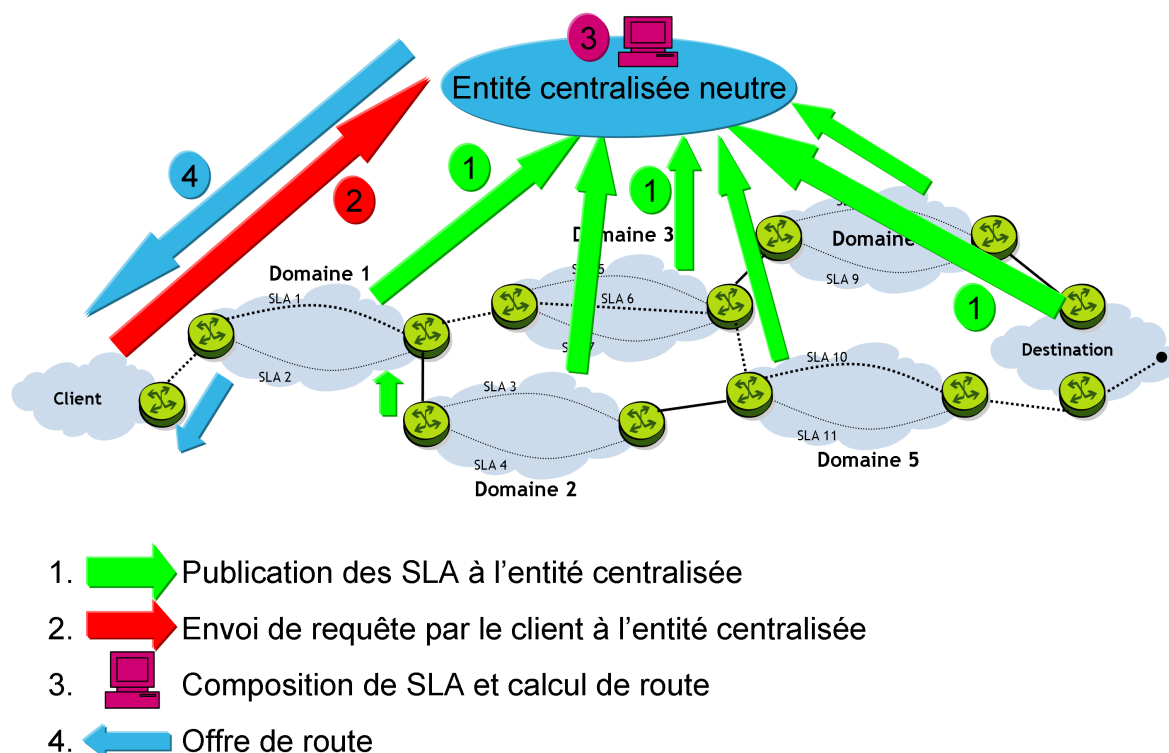 3
Entité centralisée neutre
4
2
1
1
1
Domaine 3
Domaine
Domaine 1
SLA 1
SLA 2
SLA 6
SLA 9
SLA 3
SLA 4
SLA 10
SLA 11
Client
Destination
Domaine 2
Domaine 5
1. Publication des SLA à l'entité centralisée
2. Envoi de requête par le client à l'entité centralisée
3. Composition de SLA et calcul de route
4. Offre de route